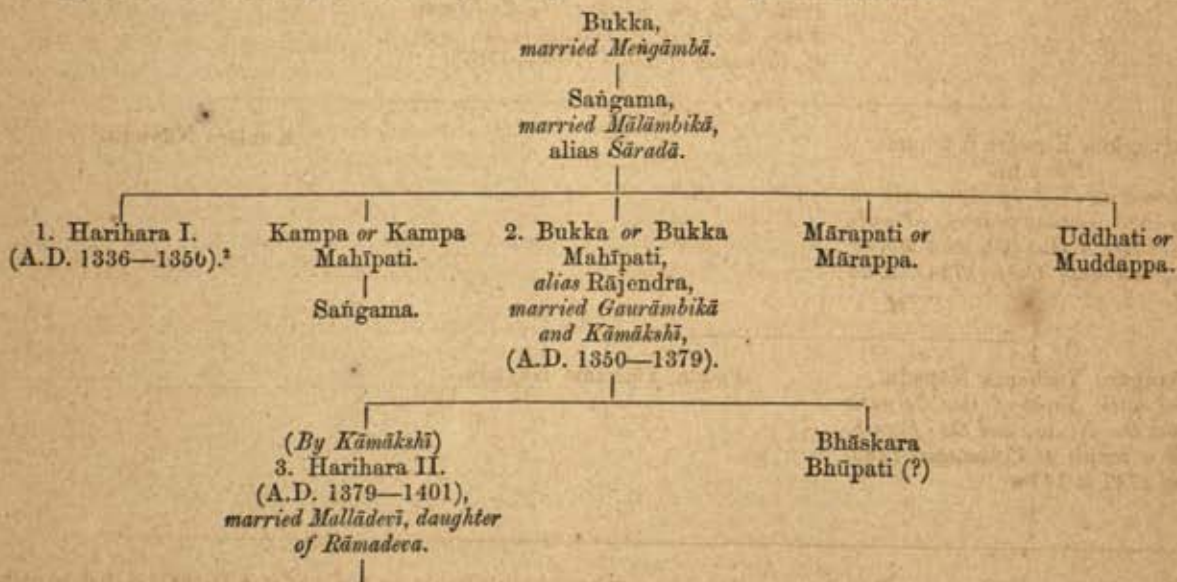 Bukka,
married Meṅgāmbā.
Saṅgama,
married Mālāmbikā,
alias Śāradā.
1. Harihara I.
(A.D. 1336—1350).²
Kampa or Kampa
Mahīpati.
Saṅgama.
2. Bukka or Bukka
Mahīpati,
alias Rājendra,
married Gaurāmbikā
and Kāmākshī,
(A.D. 1350—1379).
Mārapati or
Mārappa.
Uddhati or
Muddappa.
(By Kāmākshī)
3. Harihara II.
(A.D. 1379—1401),
married Mallādevī, daughter
of Rāmadeva.
Bhāskara
Bhūpati (?)